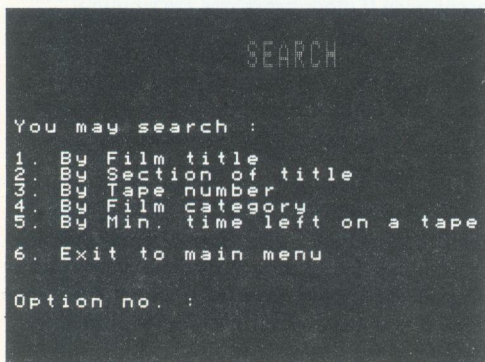 SEARCH
You may search :
1. By Film title
2. By Section of title
3. By Tape number
4. By Film category
5. By Min. time left on a tape
6. Exit to main menu
Option no. :